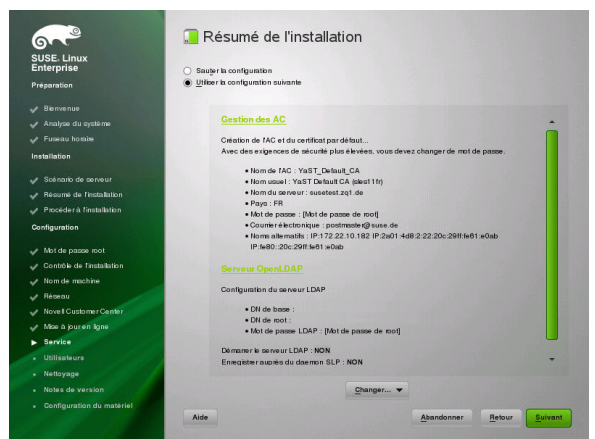 SUSE. Linux
Enterprise
Préparation
Bienvenue
Analyse du système
Fuseau horaire
Installation
Scénario de serveur
Résumé de l'installation
Procéder à l'installation
Configuration
Mot de passe root
Contrôle de l'installation
Nom de machine
Réseau
Novell Customer Center
Mise à jour en ligne
Service
Utilisateurs
Nettoyage
Notes de version
Configuration du matériel
Résumé de l'installation
Sauter la configuration
Utiliser la configuration suivante
Gestion des AC
Création de l'AC et du certificat par défaut...
Avec des exigences de sécurité plus élevées, vous devez changer de mot de passe.
• Nom de l'AC : YaST_Default_CA
• Nom usuel : YaST Default CA (sles11fr)
• Nom du serveur : susetest.zq1.de
• Pays : FR
• Mot de passe : [Mot de passe de root]
• Courrier électronique : postmaster@suse.de
• Noms alternatifs : IP:172.22.10.182 IP:2a01:4d8:2:22:20c:29ff:fe61:e0ab
IP:fe80::20c:29ff:fe61:e0ab
Serveur OpenLDAP
Configuration du serveur LDAP
• DN de base :
• DN de root :
• Mot de passe LDAP : [Mot de passe de root]
Démarrer le serveur LDAP : NON
Enregistrer auprès du daemon SLP : NON
Changer...
Aide
Abandonner
Retour
Suivant